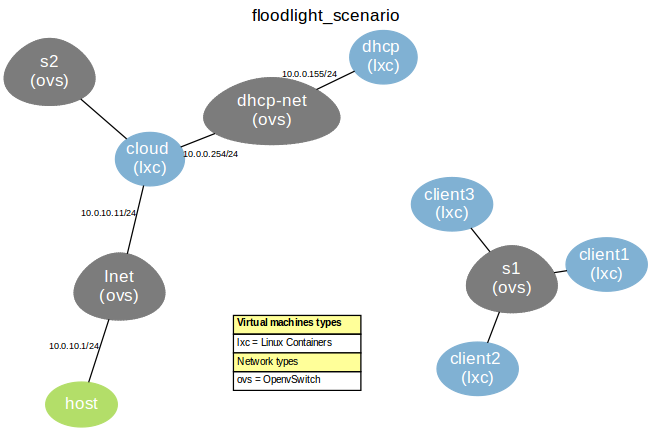 floodlight_scenario
s2
(ovs)
dhcp
(lxc)
10.0.0.155/24
dhcp-net
(ovs)
cloud
(lxc)
10.0.0.254/24
10.0.10.11/24
client3
(lxc)
client1
(lxc)
s1
(ovs)
lnet
(ovs)
10.0.10.1/24
client2
(lxc)
host
Virtual machines types
lxc = Linux Containers
Network types
ovs = OpenvSwitch